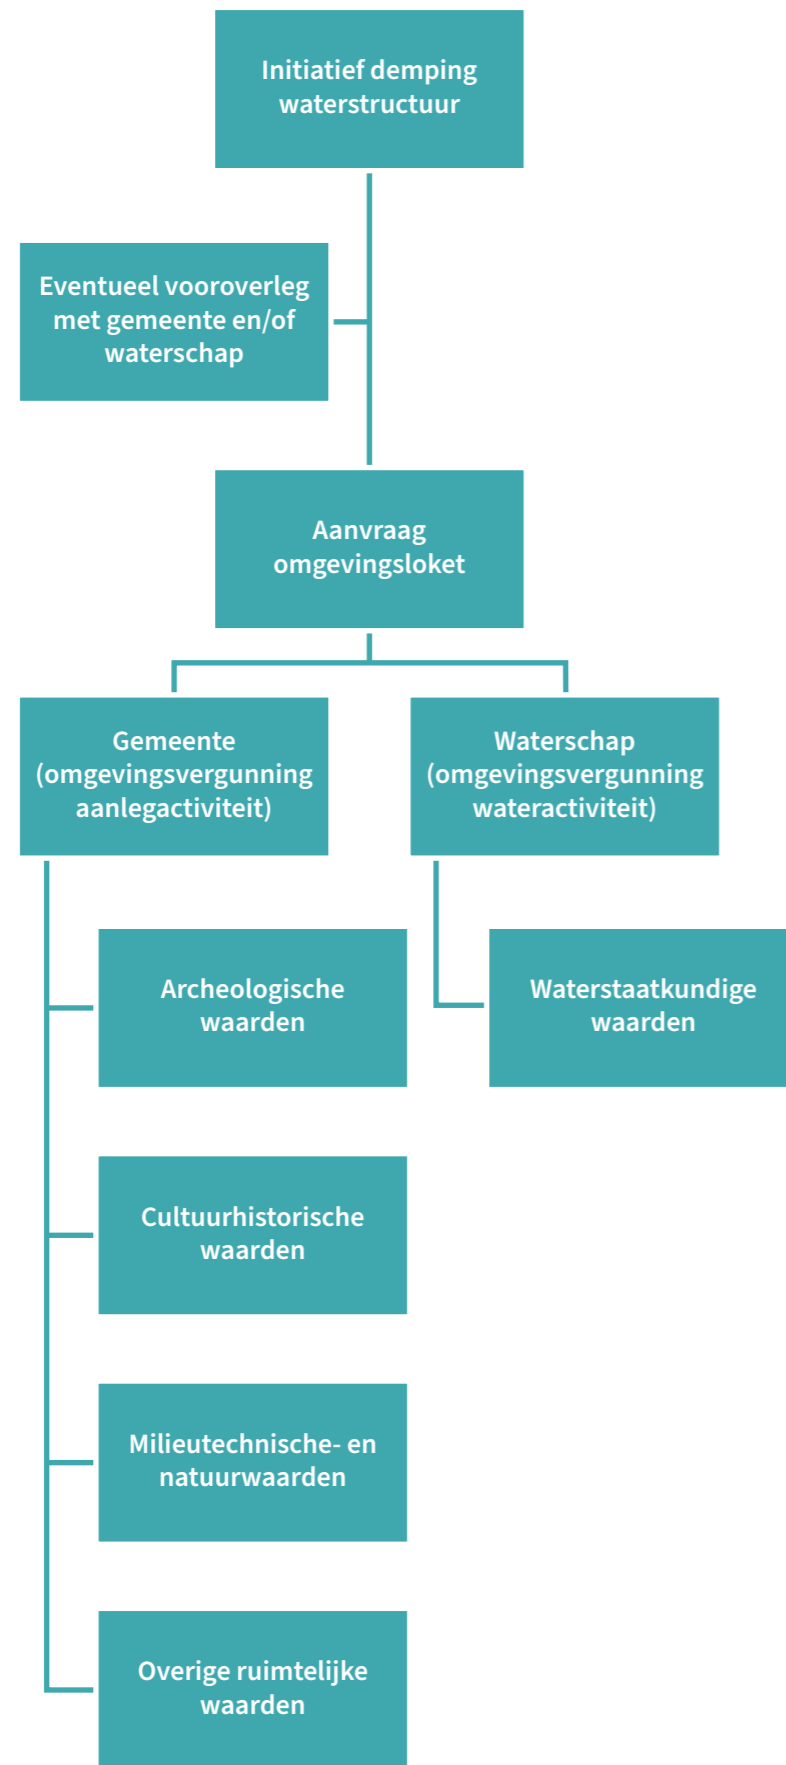 Initiatief demping
waterstructuur
Eventueel vooroverleg
met gemeente en/of
waterschap
Aanvraag
omgevingsloket
Gemeente
(omgevingsvergunning
aanlegactiviteit)
Waterschap
(omgevingsvergunning
wateractiviteit)
Archeologische
waarden
Waterstaatkundige
waarden
Cultuurhistorische
waarden
Milieutechnische- en
natuurwaarden
Overige ruimtelijke
waarden